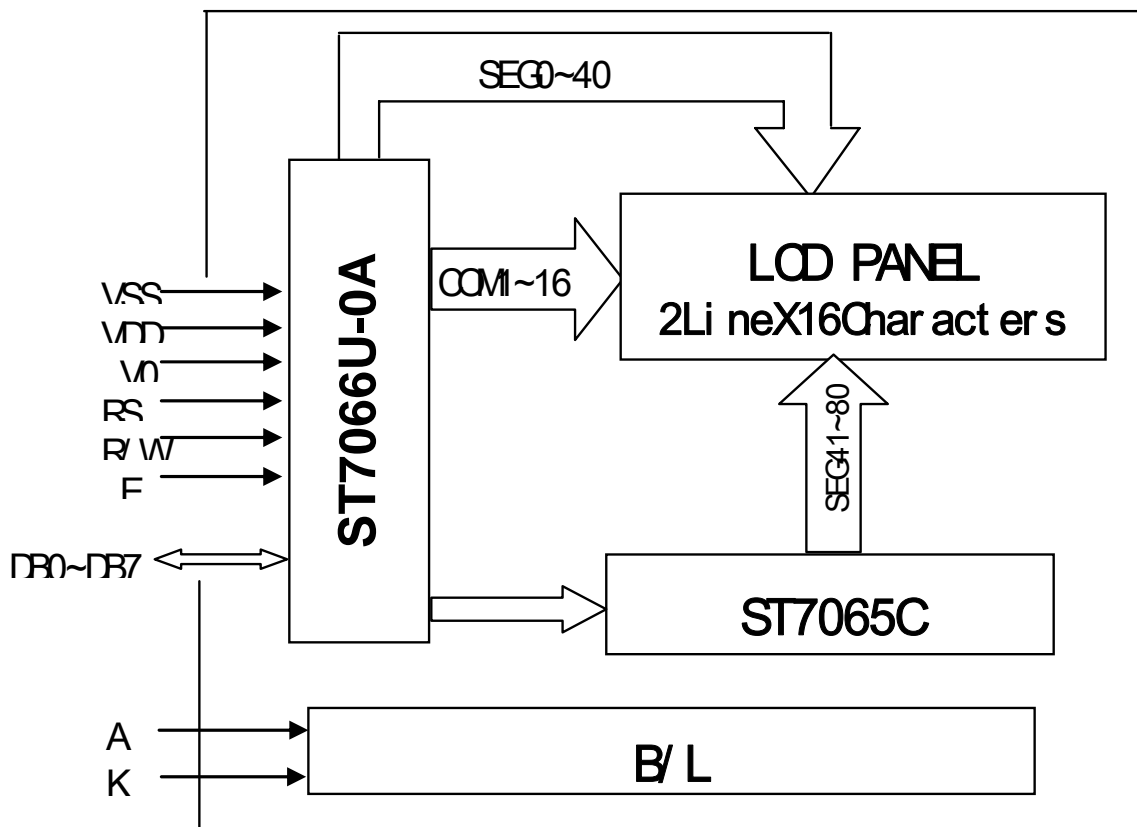 SEG0~40
LCD PANEL
2LineX16Characters
COM1~16
ST7066U-0A
VSS
VDD
V0
RS
R/W
E
DB0~DB7
SEG41~80
ST7065C
A
K
B/L